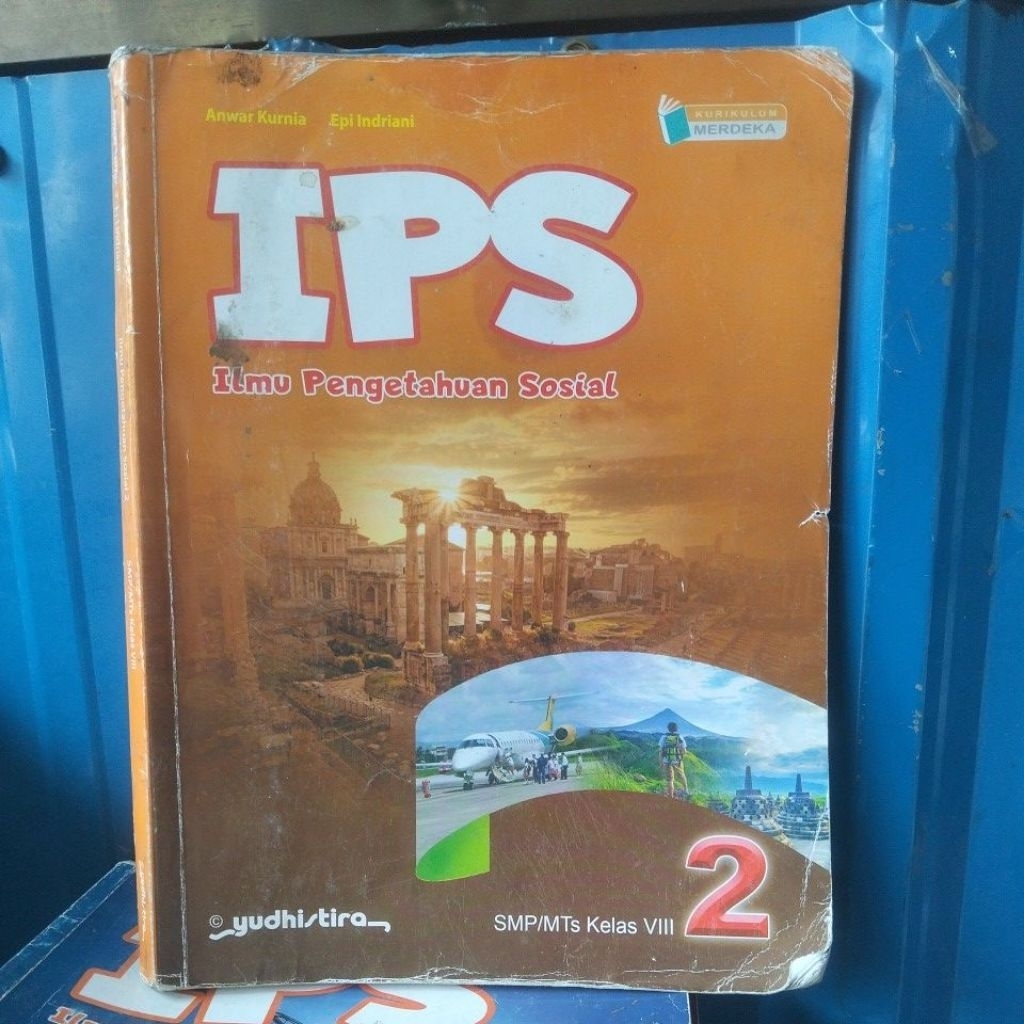 Anwar Kurnia Epi Indriani
KURIKULUM
MERDEKA
IPS
Ilmu Pengetahuan Sosial
© yudhistira
SMP/MTs Kelas VIII 2
IPS